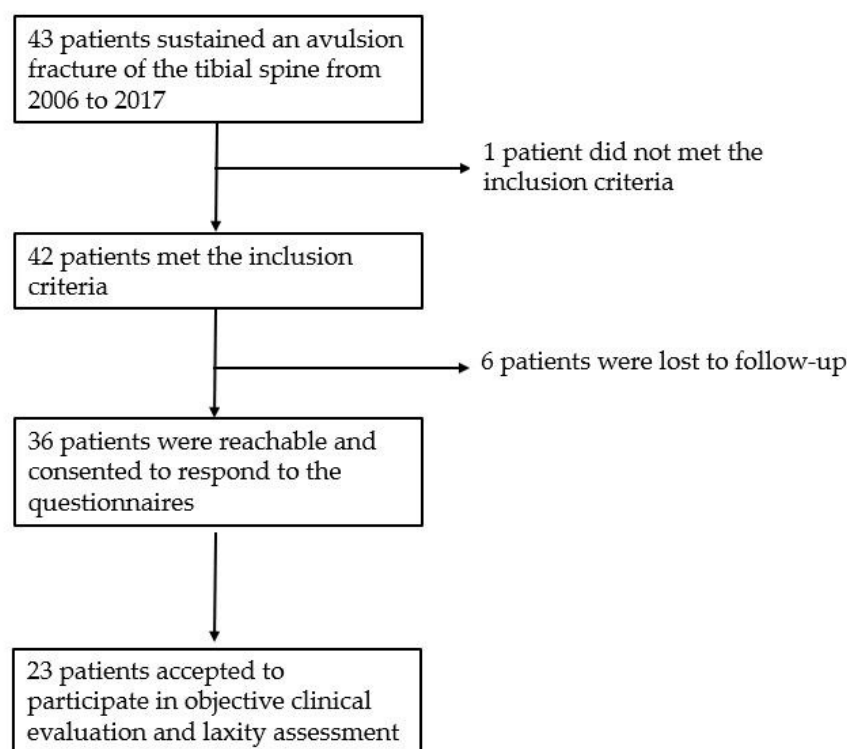 43 patients sustained an avulsion
fracture of the tibial spine from
2006 to 2017
1 patient did not met the
inclusion criteria
42 patients met the inclusion
criteria
6 patients were lost to follow-up
36 patients were reachable and
consented to respond to the
questionnaires
23 patients accepted to
participate in objective clinical
evaluation and laxity assessment